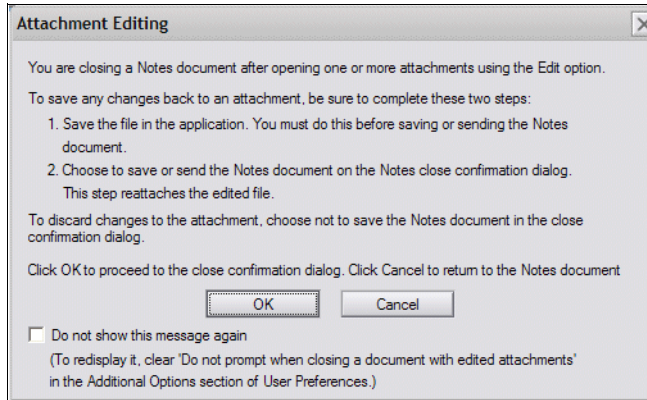 Attachment Editing
You are closing a Notes document after opening one or more attachments using the Edit option.
To save any changes back to an attachment, be sure to complete these two steps:
1. Save the file in the application. You must do this before saving or sending the Notes
document.
2. Choose to save or send the Notes document on the Notes close confirmation dialog.
This step reattaches the edited file.
To discard changes to the attachment, choose not to save the Notes document in the close
confirmation dialog.
Click OK to proceed to the close confirmation dialog. Click Cancel to return to the Notes document
OK Cancel
Do not show this message again
(To redisplay it, clear 'Do not prompt when closing a document with edited attachments'
in the Additional Options section of User Preferences.)